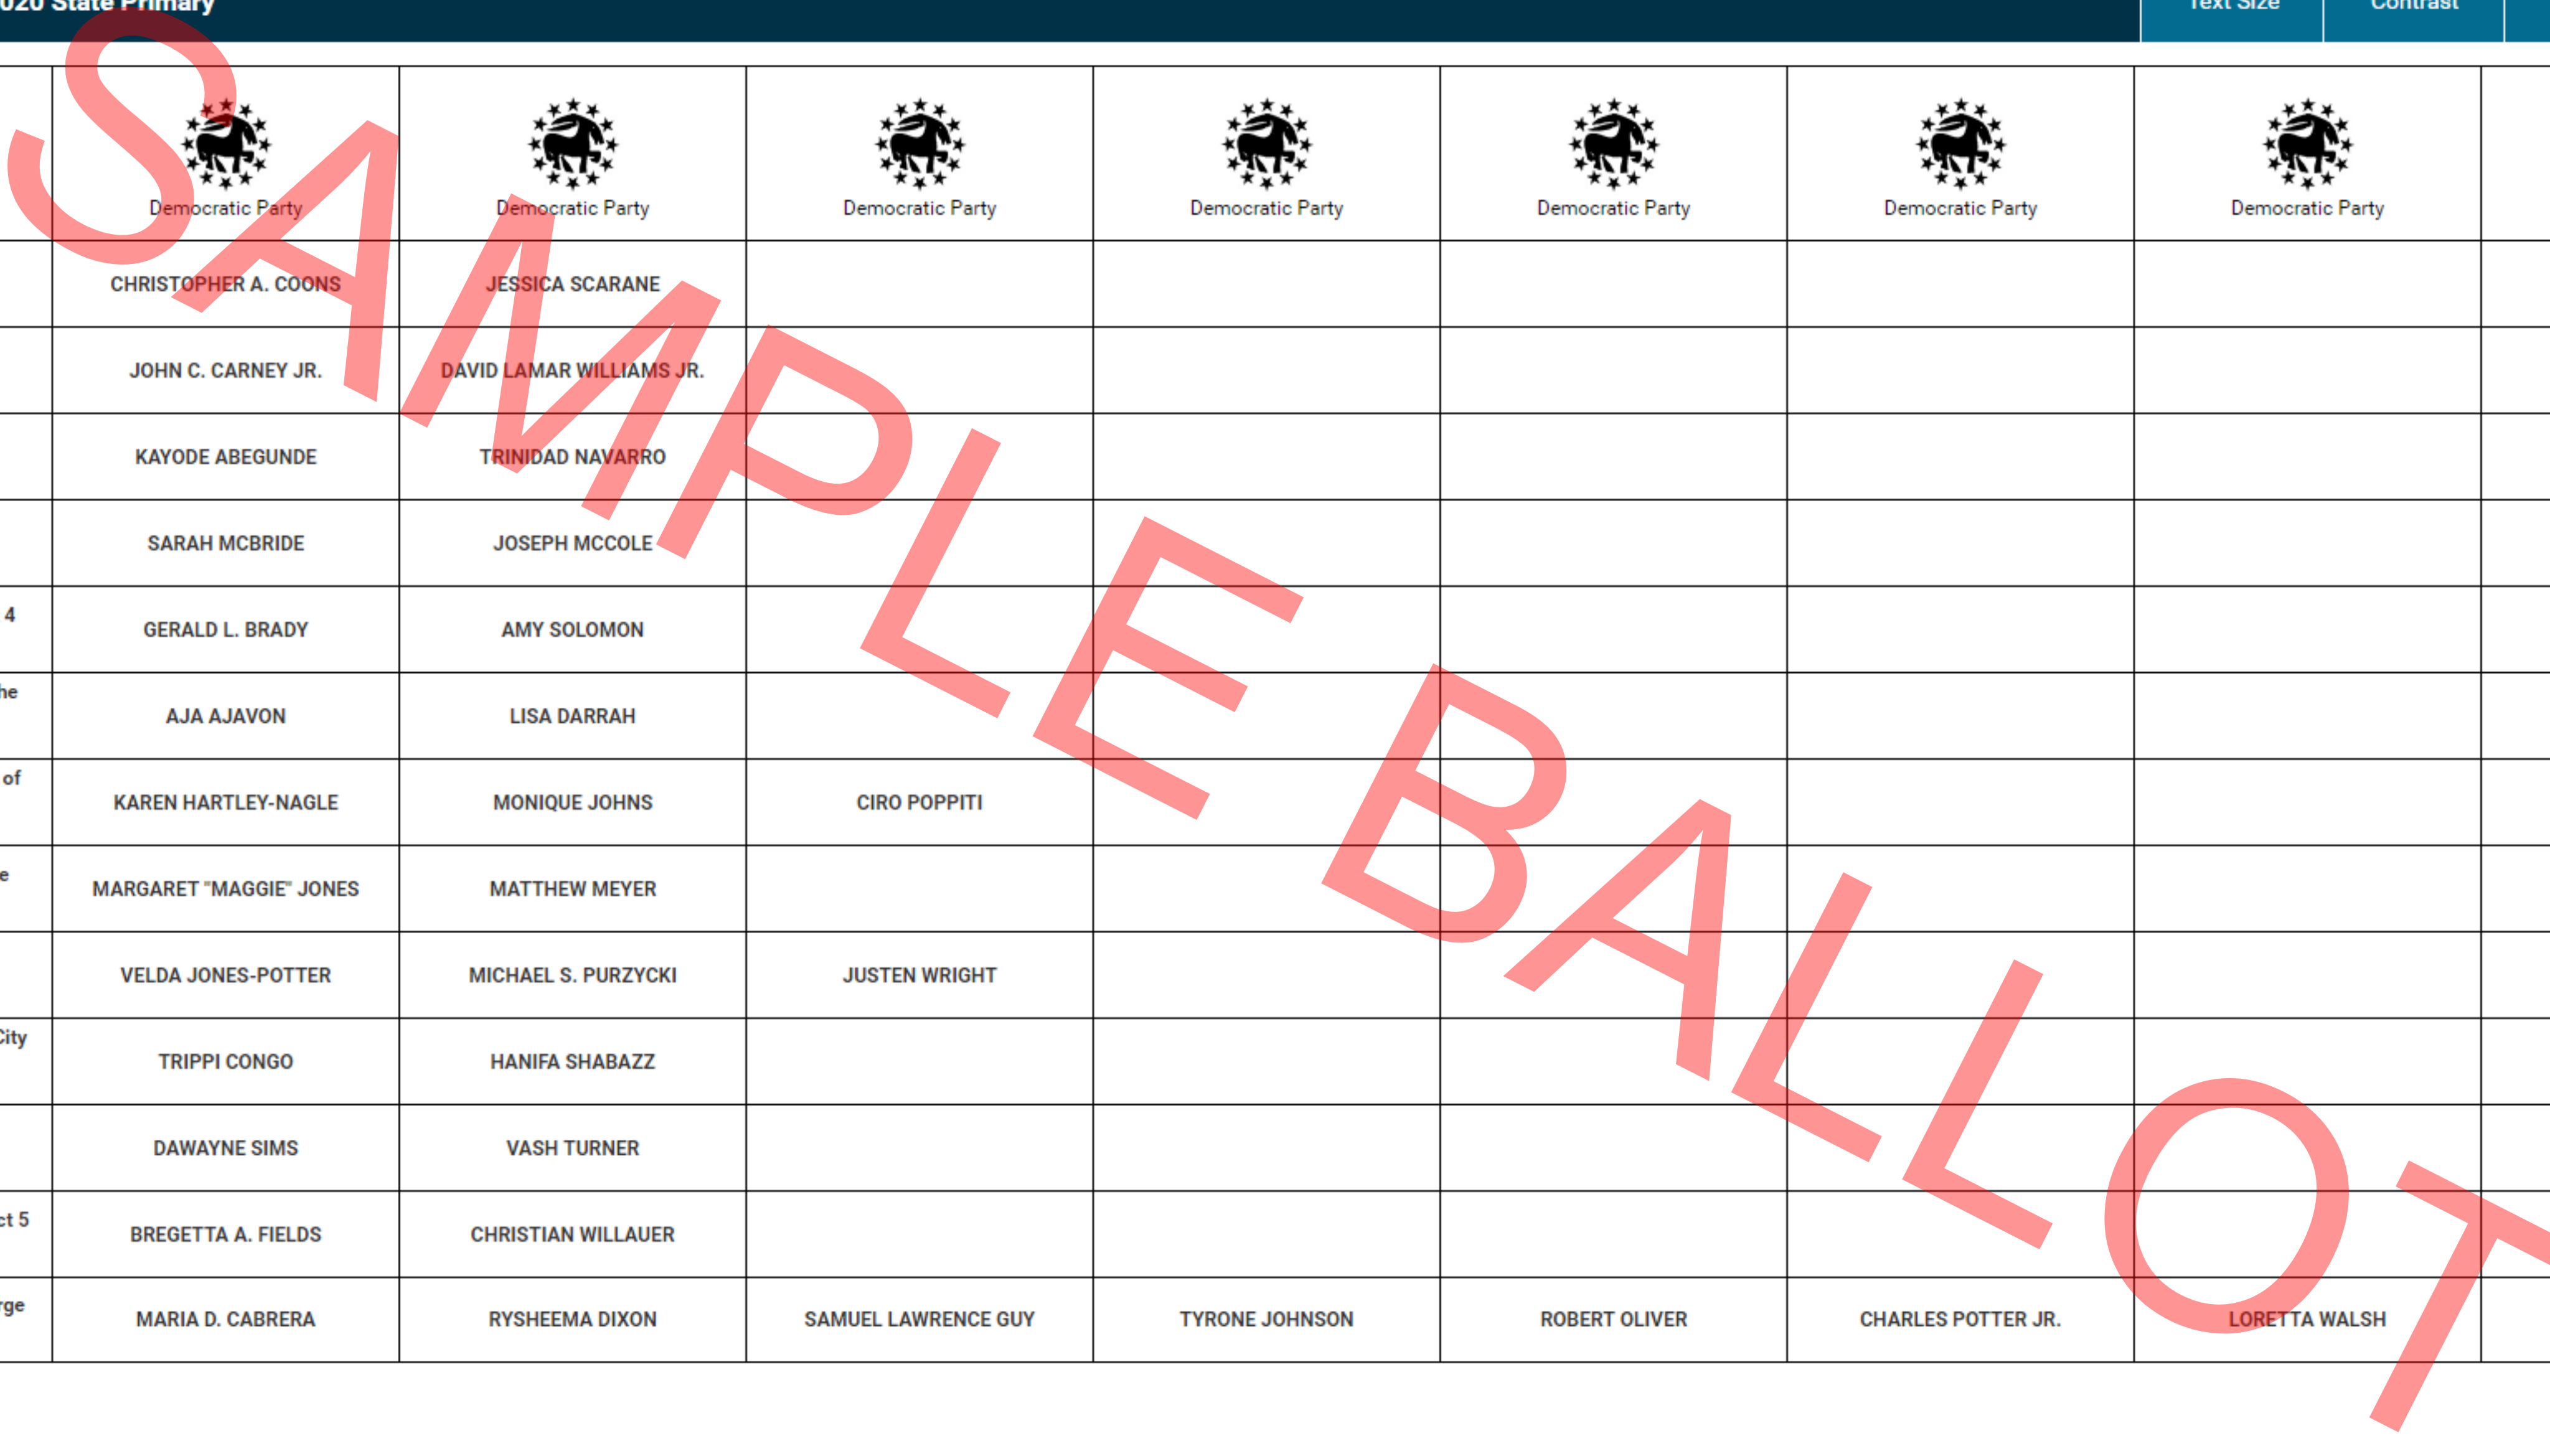 020 State Primary
Text Size
Contrast
Democratic Party
Democratic Party
Democratic Party
Democratic Party
Democratic Party
Democratic Party
Democratic Party
CHRISTOPHER A. COONS
JESSICA SCARANE
JOHN C. CARNEY JR.
DAVID LAMAR WILLIAMS JR.
KAYODE ABEGUNDE
TRINIDAD NAVARRO
SARAH MCBRIDE
JOSEPH MCCOLE
4
GERALD L. BRADY
AMY SOLOMON
he
AJA AJAVON
LISA DARRAH
of
KAREN HARTLEY-NAGLE
MONIQUE JOHNS
CIRO POPPITI
e
MARGARET "MAGGIE" JONES
MATTHEW MEYER
VELDA JONES-POTTER
MICHAEL S. PURZYCKI
JUSTEN WRIGHT
City
TRIPPI CONGO
HANIFA SHABAZZ
DAWAYNE SIMS
VASH TURNER
ct 5
BREGETTA A. FIELDS
CHRISTIAN WILLAUER
rge
MARIA D. CABRERA
RYSHEEMA DIXON
SAMUEL LAWRENCE GUY
TYRONE JOHNSON
ROBERT OLIVER
CHARLES POTTER JR.
LORETTA WALSH
SAMPLE BALLOT